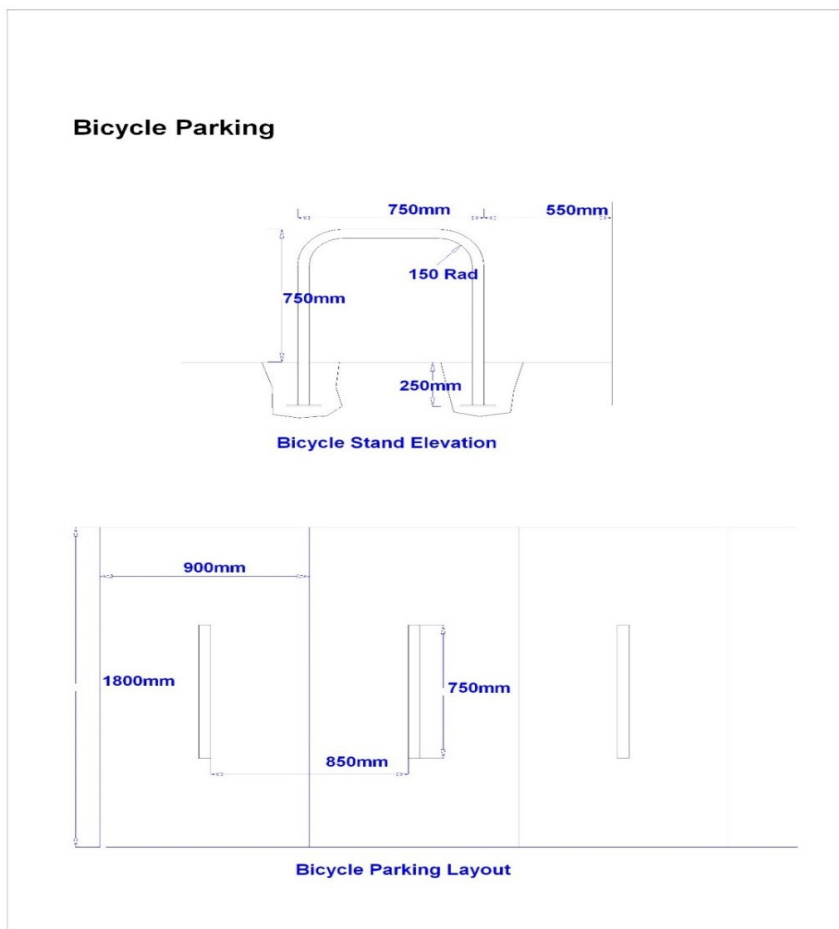 Bicycle Parking
750mm
550mm
150 Rad
750mm
250mm
Bicycle Stand Elevation
900mm
1800mm
750mm
850mm
Bicycle Parking Layout